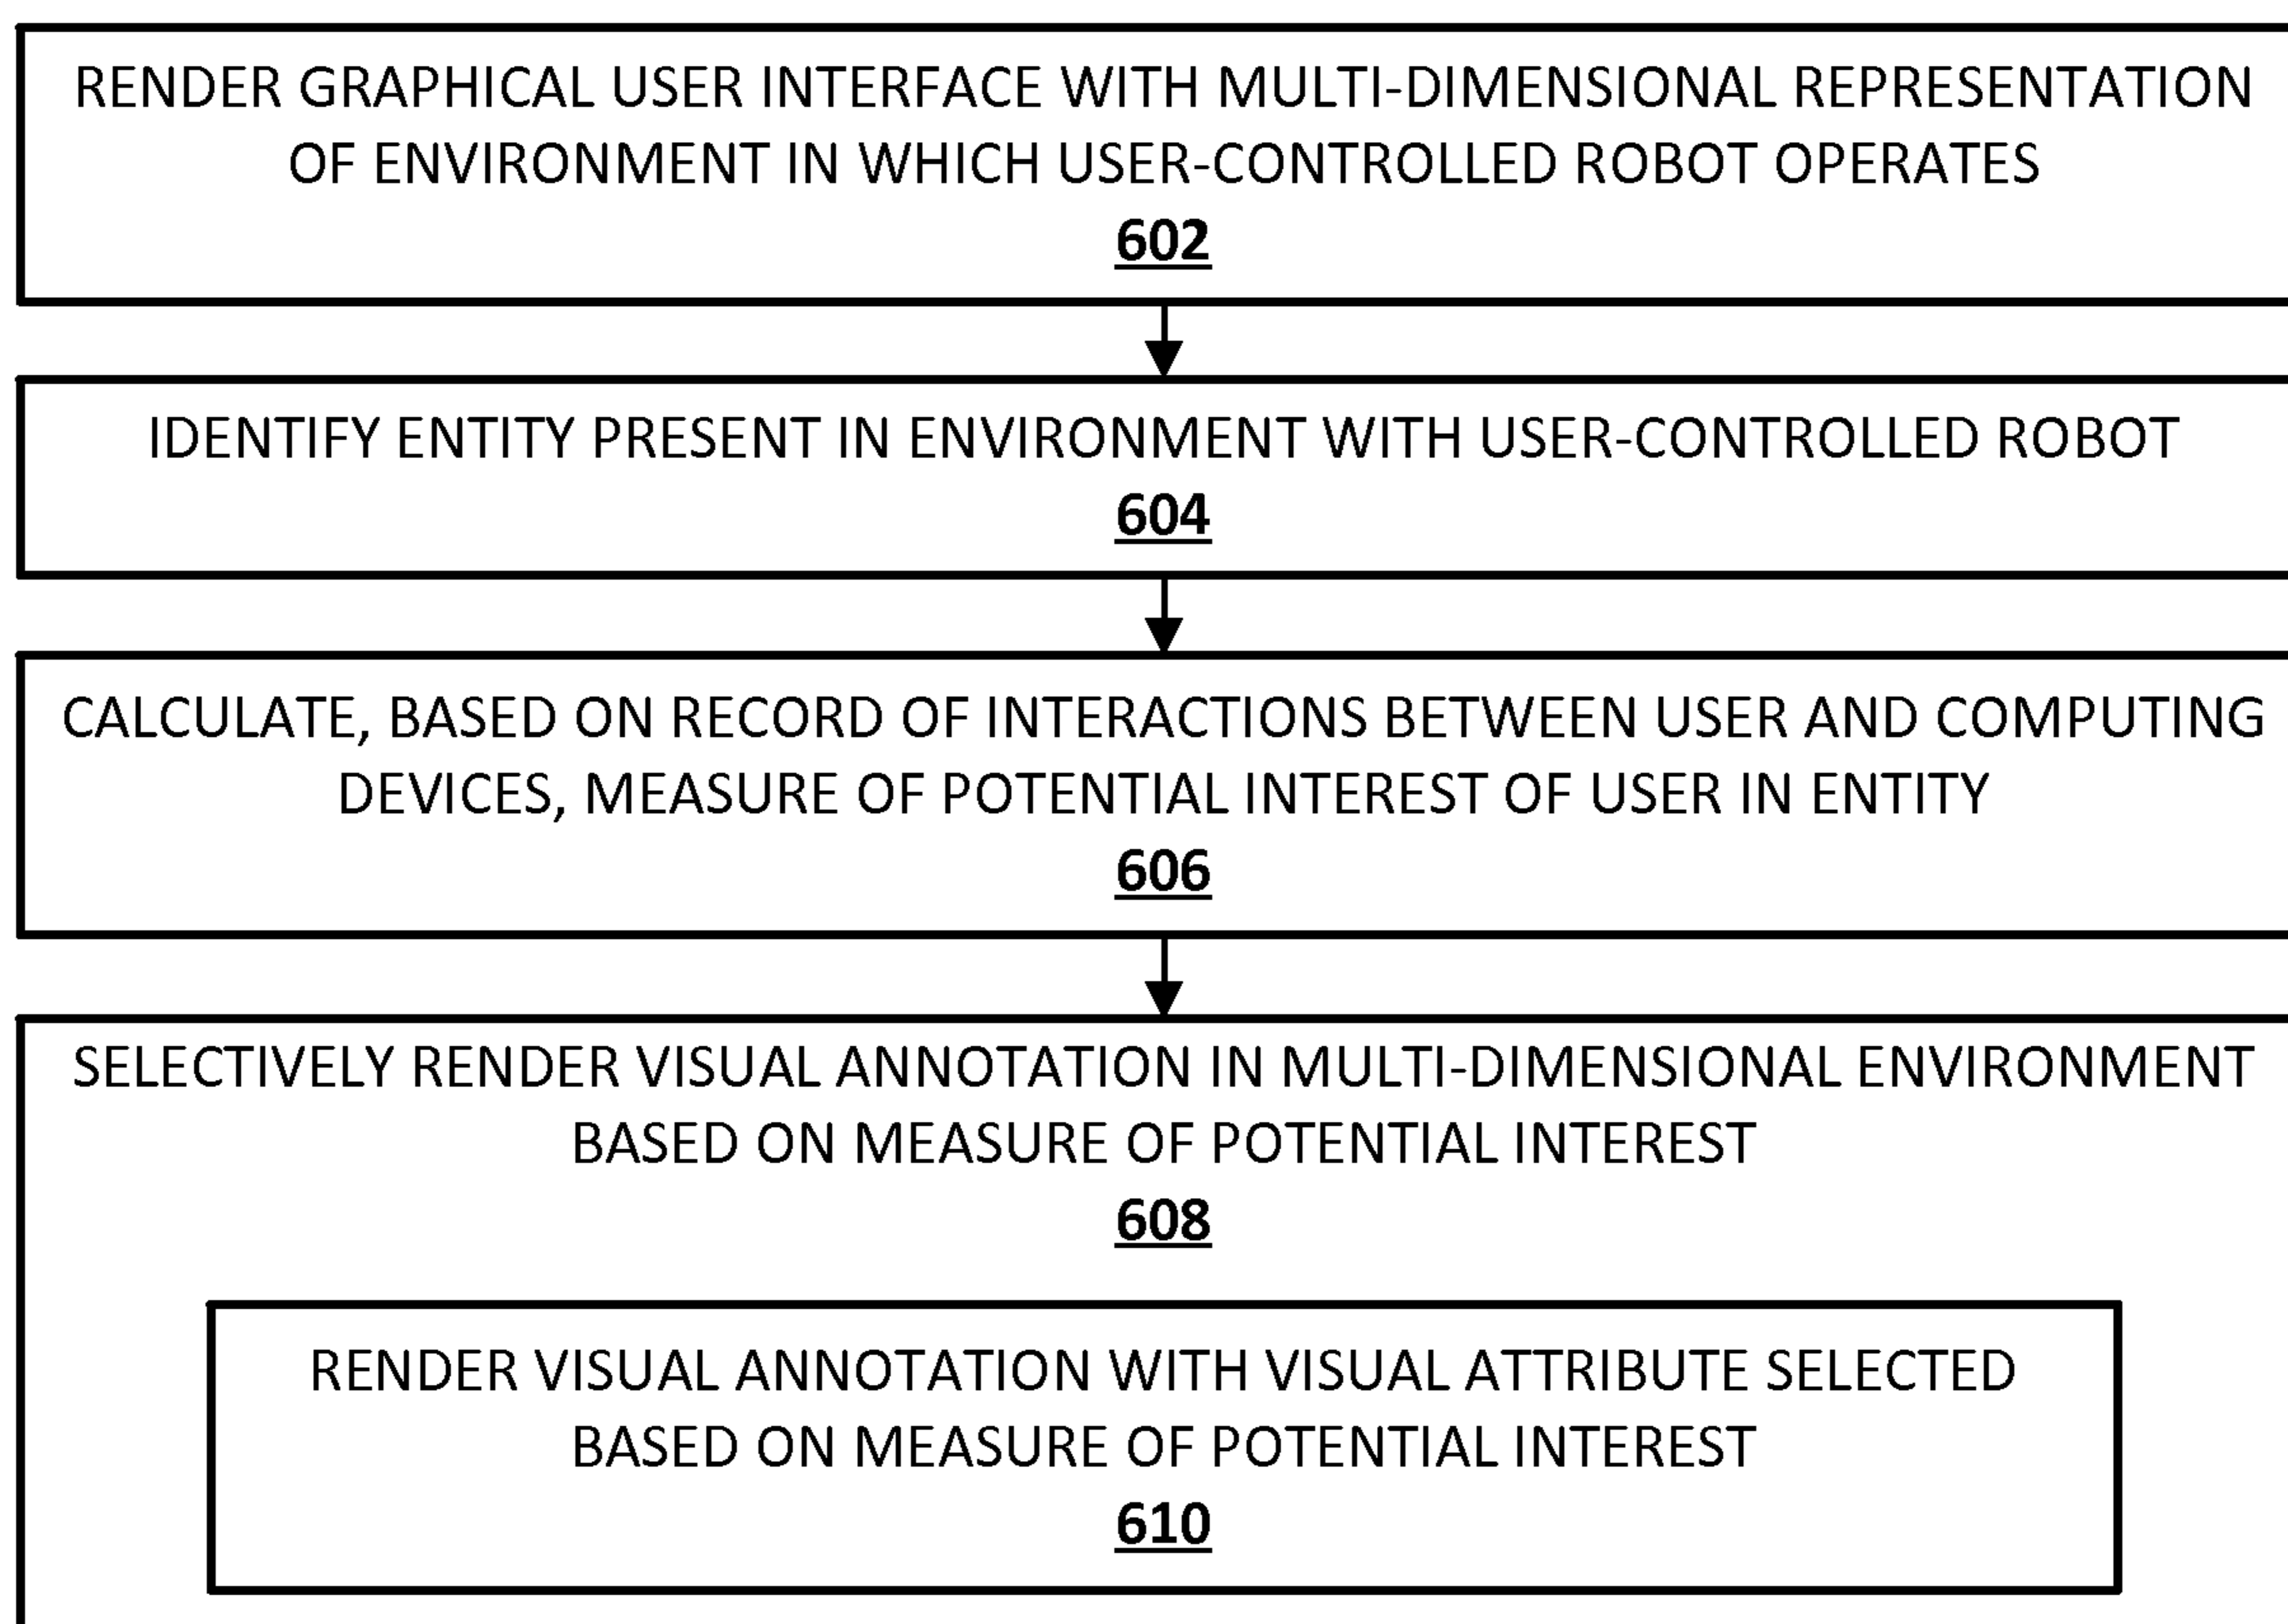 RENDER GRAPHICAL USER INTERFACE WITH MULTI-DIMENSIONAL REPRESENTATION
OF ENVIRONMENT IN WHICH USER-CONTROLLED ROBOT OPERATES
602
IDENTIFY ENTITY PRESENT IN ENVIRONMENT WITH USER-CONTROLLED ROBOT
604
CALCULATE, BASED ON RECORD OF INTERACTIONS BETWEEN USER AND COMPUTING
DEVICES, MEASURE OF POTENTIAL INTEREST OF USER IN ENTITY
606
SELECTIVELY RENDER VISUAL ANNOTATION IN MULTI-DIMENSIONAL ENVIRONMENT
BASED ON MEASURE OF POTENTIAL INTEREST
608
RENDER VISUAL ANNOTATION WITH VISUAL ATTRIBUTE SELECTED
BASED ON MEASURE OF POTENTIAL INTEREST
610